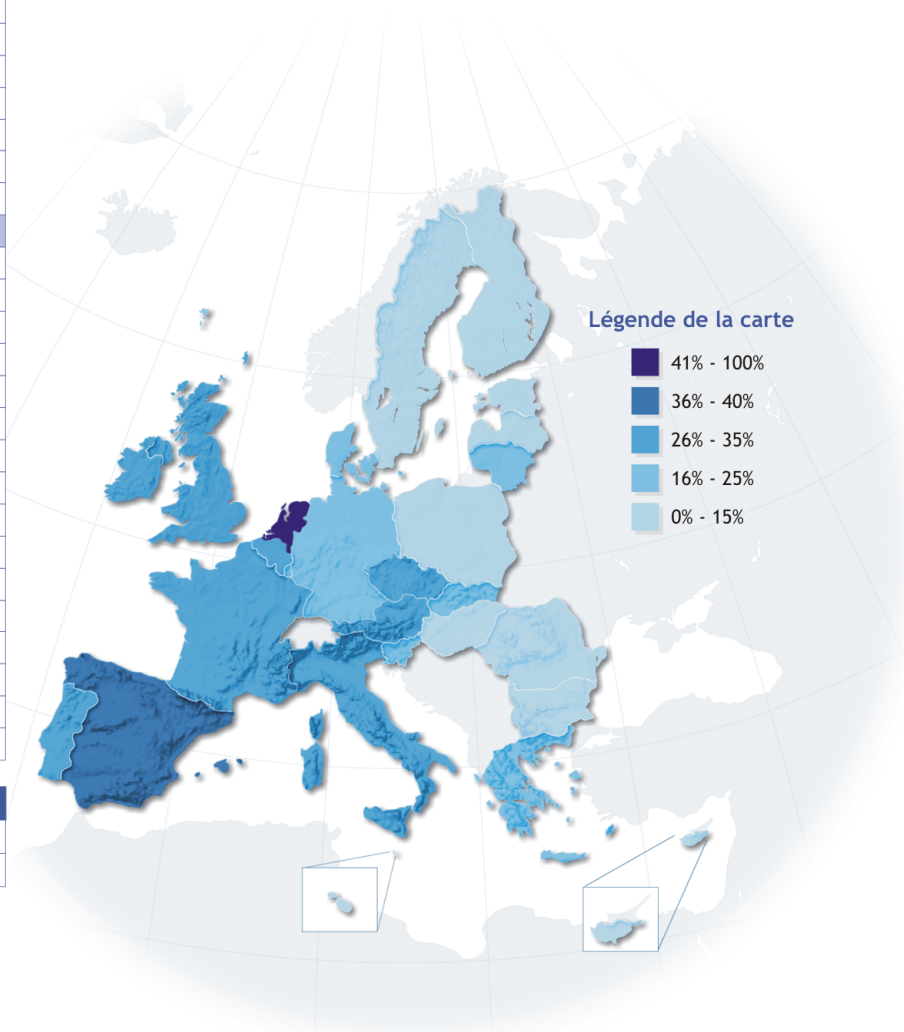 Légende de la carte
41% - 100%
36% - 40%
26% - 35%
16% - 25%
0% - 15%